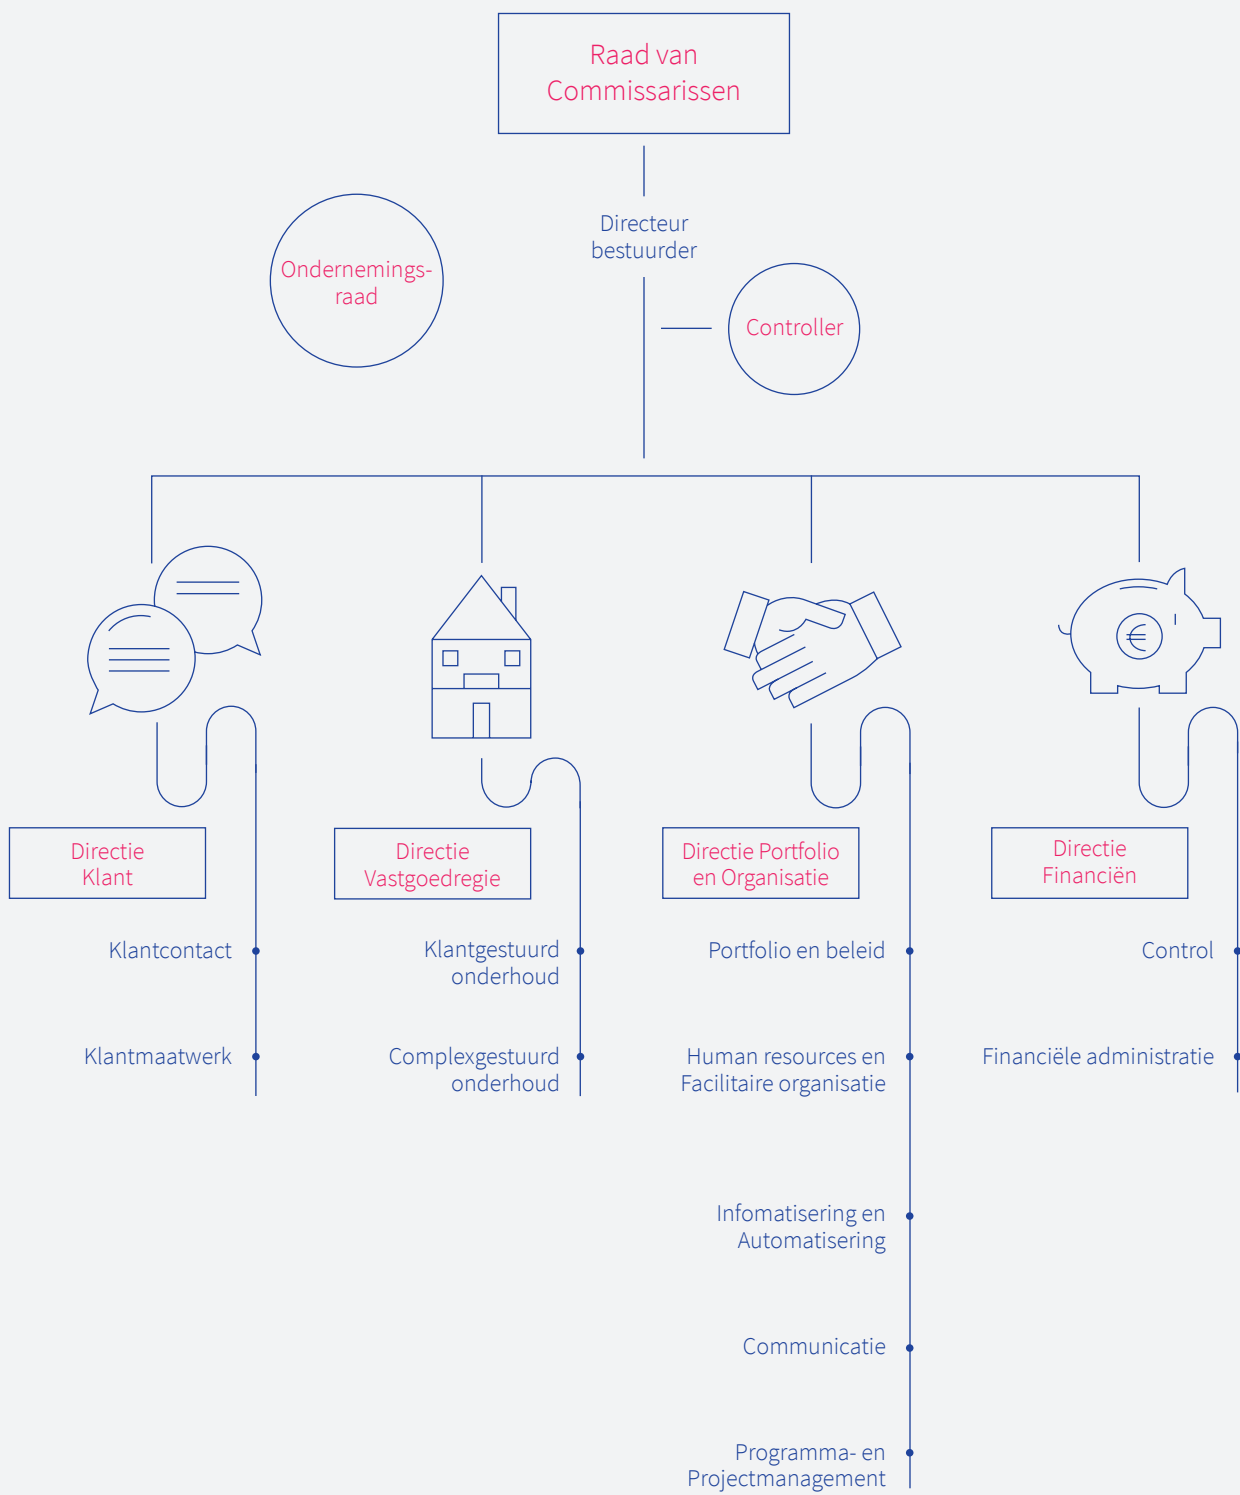 Raad van
Commissarissen
Directeur
bestuurder
Ondernemings-
raad
Controller
€
Directie
Klant
Klantcontact
Klantmaatwerk
Directie
Vastgoedregie
Klantgestuurd
onderhoud
Complexgestuurd
onderhoud
Directie Portfolio
en Organisatie
Portfolio en beleid
Human resources en
Facilitaire organisatie
Infomatisering en
Automatisering
Communicatie
Programma- en
Projectmanagement
Directie
Financiën
Control
Financiële administratie